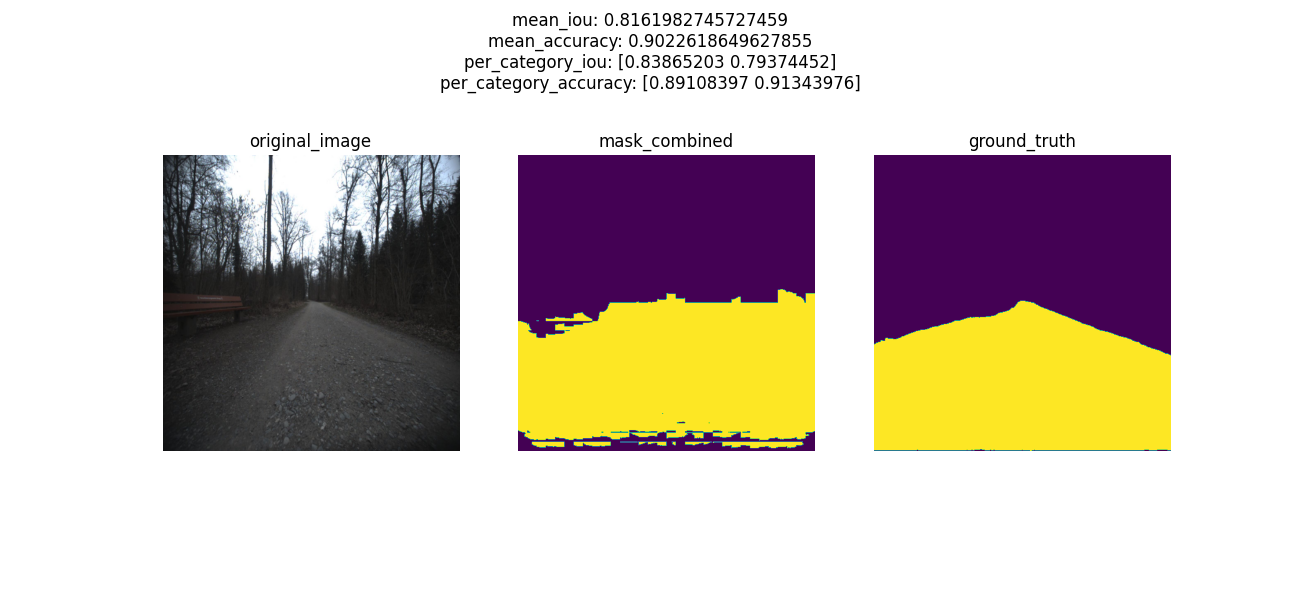 mean_iou: 0.8161982745727459
mean_accuracy: 0.9022618649627855
per_category_iou: [0.83865203 0.79374452]
per_category_accuracy: [0.89108397 0.91343976]
original_image
mask_combined
ground_truth